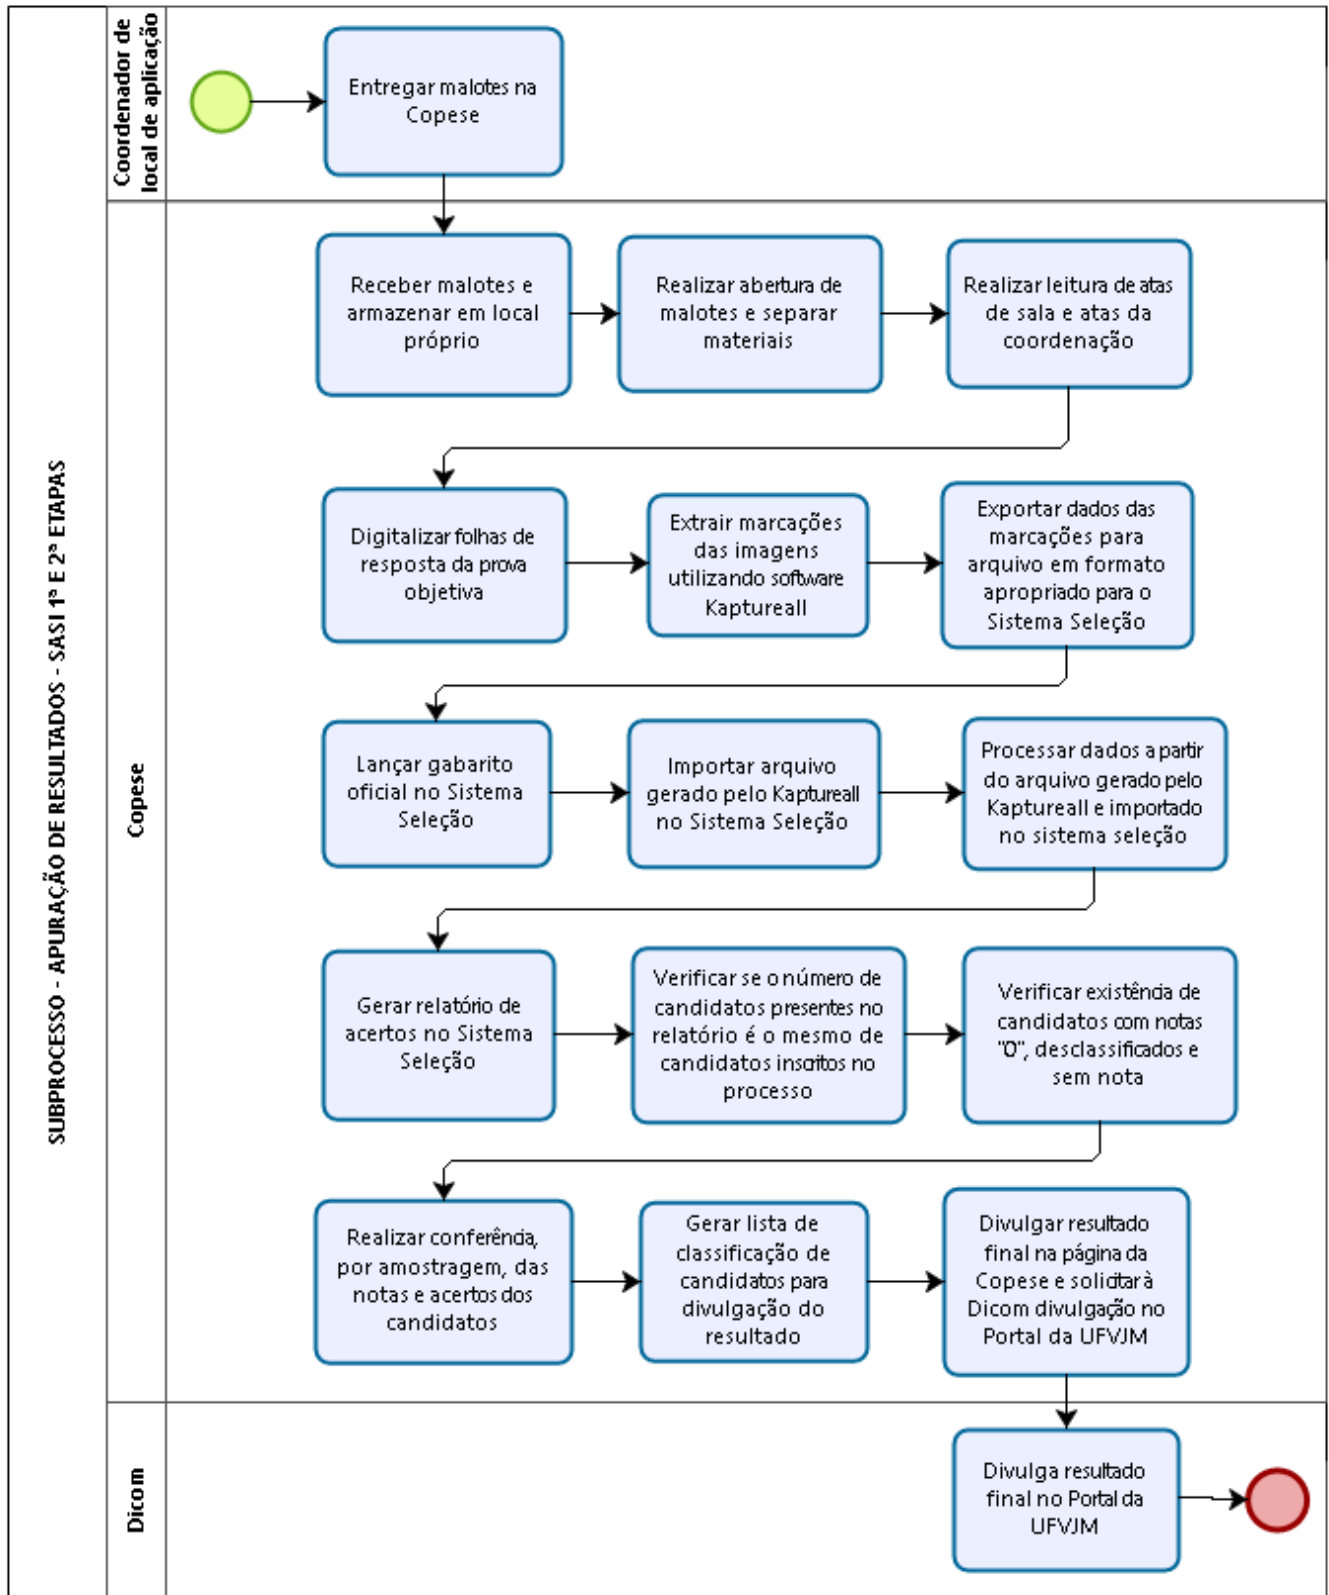 SUBPROCESSO - APURAÇÃO DE RESULTADOS - SASI 1ª E 2ª ETAPAS
Coordenador de
local de aplicação
Entregar malotes na
Copese
Copese
Receber malotes e
armazenar em local
próprio
Realizar abertura de
malotes e separar
materiais
Realizar leitura de atas
de sala e atas da
coordenação
Digitalizar folhas de
resposta da prova
objetiva
Extrair marcações
das imagens
utilizando software
Kaptureall
Exportar dados das
marcações para
arquivo em formato
apropriado para o
Sistema Seleção
Lançar gabarito
oficial no Sistema
Seleção
Importar arquivo
gerado pelo Kaptureall
no Sistema Seleção
Processar dados a partir
do arquivo gerado pelo
Kaptureall e importado
no sistema seleção
Gerar relatório de
acertos no Sistema
Seleção
Verificar se o número de
candidatos presentes no
relatório é o mesmo de
candidatos inscritos no
processo
Verificar existência de
candidatos com notas
"0", desclassificados e
sem nota
Realizar conferência,
por amostragem, das
notas e acertos dos
candidatos
Gerar lista de
classificação de
candidatos para
divulgação do
resultado
Divulgar resultado
final na página da
Copese e solicitar à
Dicom divulgação no
Portal da UFVJM
Dicom
Divulga resultado
final no Portal da
UFVJM